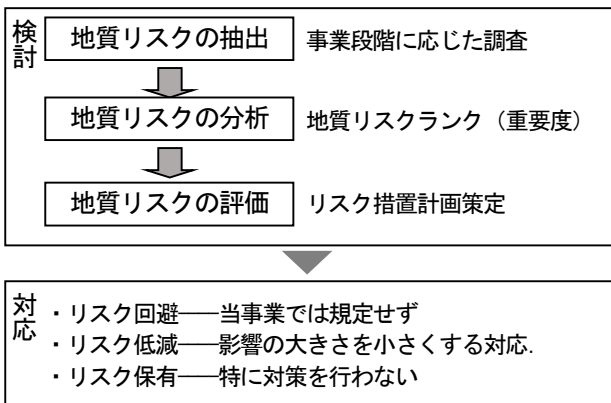 検討
地質リスクの抽出 事業段階に応じた調査
地質リスクの分析 地質リスクランク（重要度）
地質リスクの評価 リスク措置計画策定
対応
・リスク回避──当事業では規定せず
・リスク低減──影響の大きさを小さくする対応.
・リスク保有──特に対策を行わない